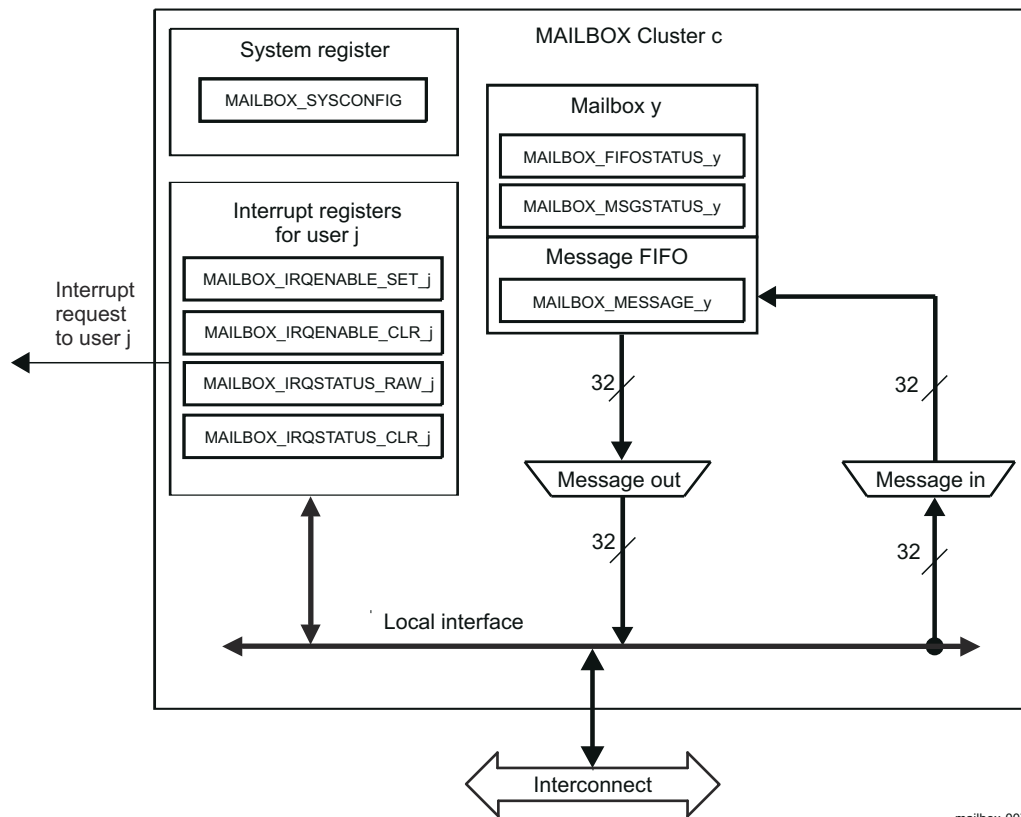 MAILBOX Cluster c
System register
MAILBOX_SYSCONFIG
Mailbox y
MAILBOX_FIFOSTATUS_y
MAILBOX_MSGSTATUS_y
Interrupt registers
for user j
MAILBOX_IRQENABLE_SET_j
MAILBOX_IRQENABLE_CLR_j
MAILBOX_IRQSTATUS_RAW_j
MAILBOX_IRQSTATUS_CLR_j
Message FIFO
MAILBOX_MESSAGE_y
Interrupt
request
to user j
32
32
Message out
Message in
32
32
Local interface
Interconnect